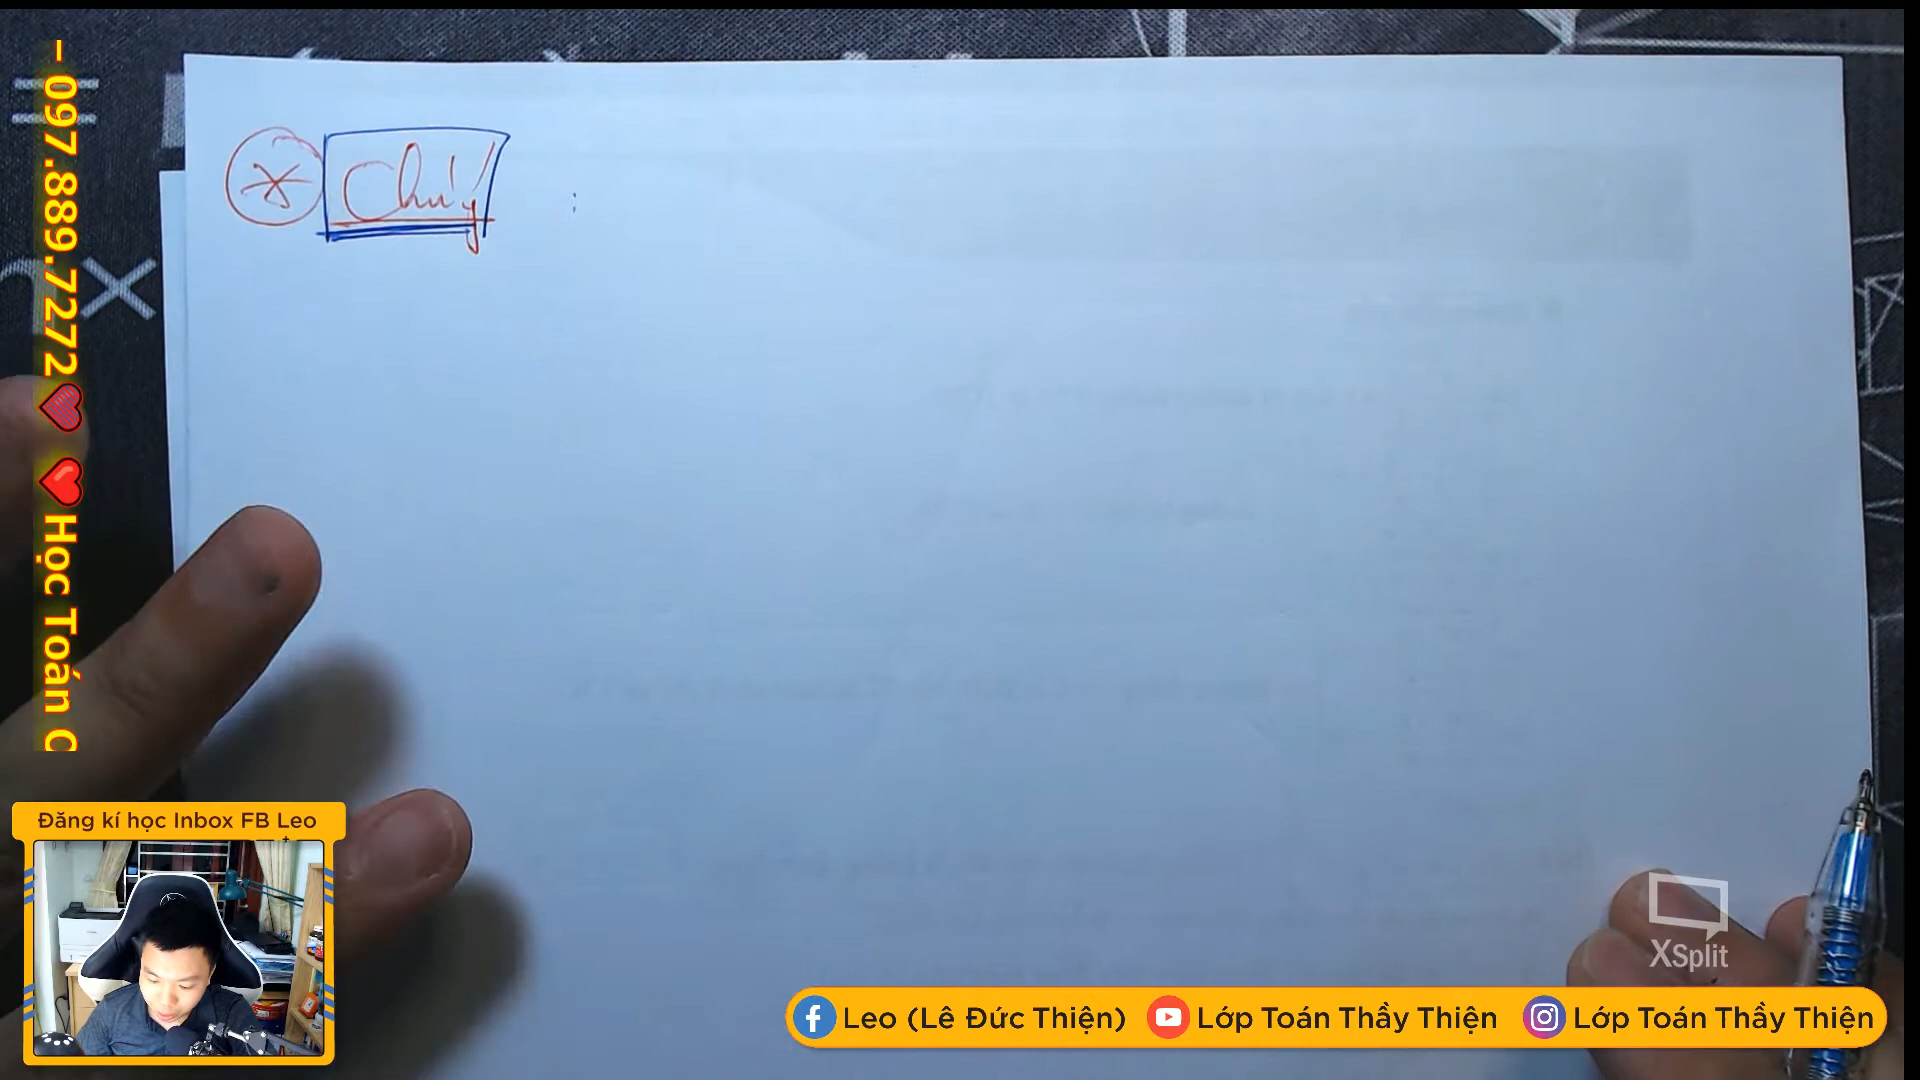 Chú ý
:
– 097.889.7272❤ ❤Học Toán C
Đăng kí học Inbox FB Leo
XSplit
Leo (Lê Đức Thiện) Lớp Toán Thầy Thiện Lớp Toán Thầy Thiện